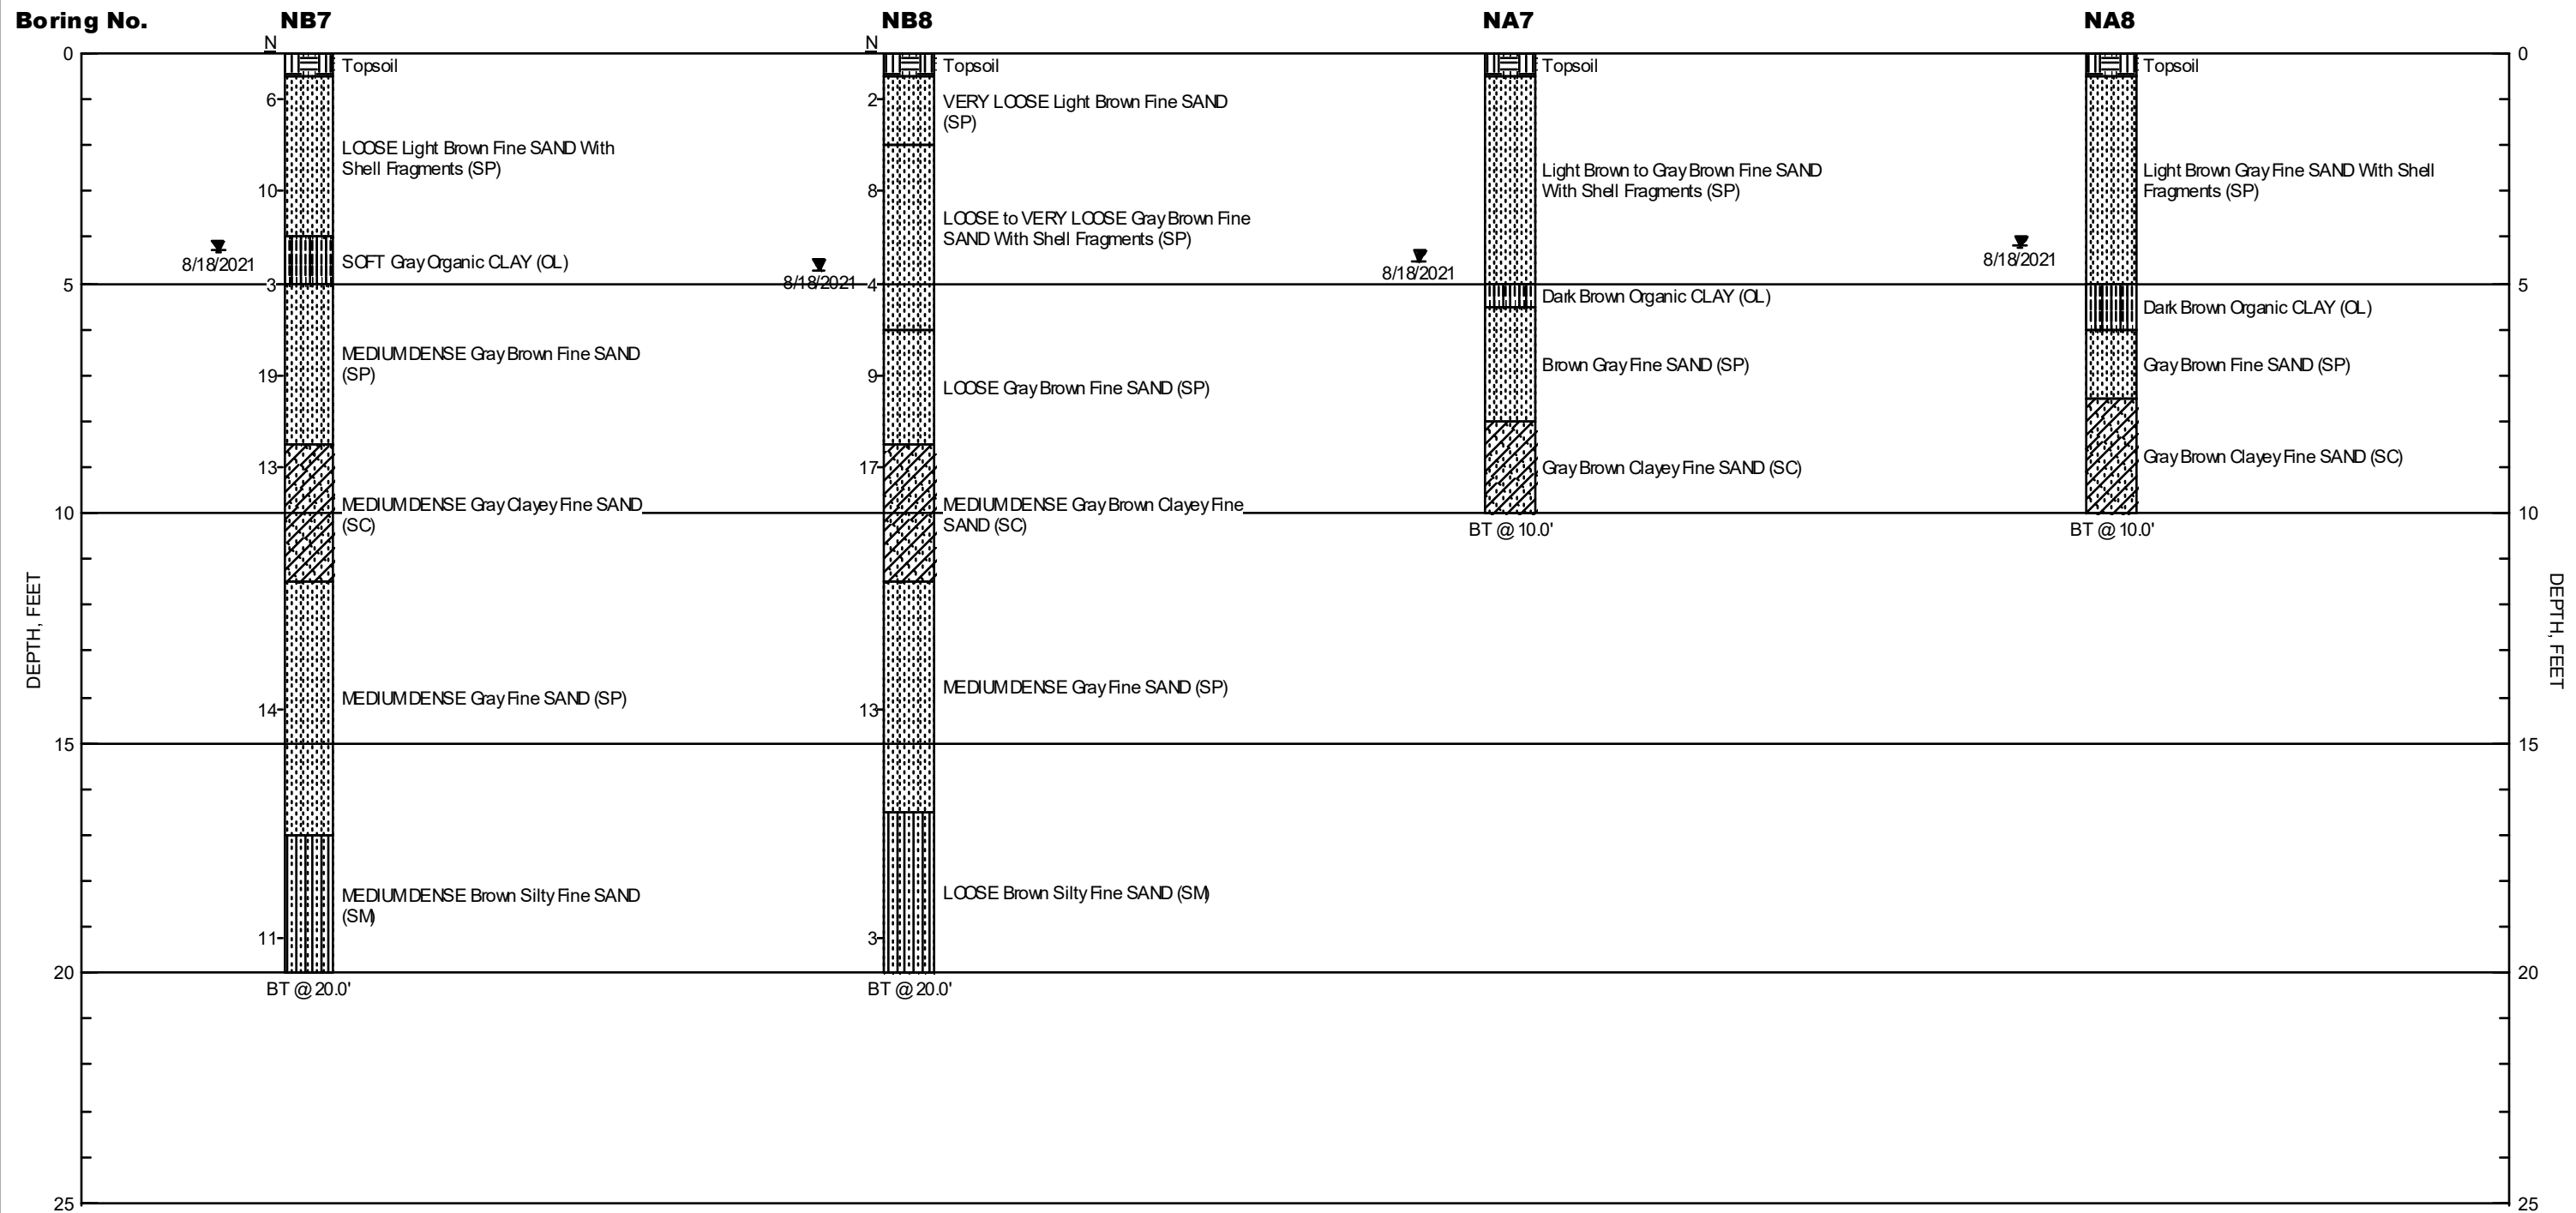 Boring No.
NB7
NB8
NA7
NA8
N
N
0
0
Topsoil
Topsoil
Topsoil
Topsoil
6
2
VERY LOOSE Light Brown Fine SAND
(SP)
LOOSE Light Brown Fine SAND With
Shell Fragments (SP)
Light Brown to Gray Brown Fine SAND
With Shell Fragments (SP)
Light Brown Gray Fine SAND With Shell
Fragments (SP)
10
8
LOOSE to VERY LOOSE Gray Brown Fine
SAND With Shell Fragments (SP)
8/18/2021
SOFT Gray Organic CLAY (OL)
8/18/2021
8/18/2021
8/18/2021
5
3
4
5
Dark Brown Organic CLAY (OL)
Dark Brown Organic CLAY (OL)
MEDIUM DENSE Gray Brown Fine SAND
(SP)
19
9
LOOSE Gray Brown Fine SAND (SP)
Brown Gray Fine SAND (SP)
Gray Brown Fine SAND (SP)
13
17
Gray Brown Clayey Fine SAND (SC)
Gray Brown Clayey Fine SAND (SC)
MEDIUM DENSE Gray Clayey Fine SAND
(SC)
MEDIUM DENSE Gray Brown Clayey Fine
SAND (SC)
10
10
BT @ 10.0'
BT @ 10.0'
DEPTH, FEET
DEPTH, FEET
MEDIUM DENSE Gray Fine SAND (SP)
MEDIUM DENSE Gray Fine SAND (SP)
14
13
15
15
MEDIUM DENSE Brown Silty Fine SAND
(SM)
LOOSE Brown Silty Fine SAND (SM)
11
3
20
20
BT @ 20.0'
BT @ 20.0'
25
25